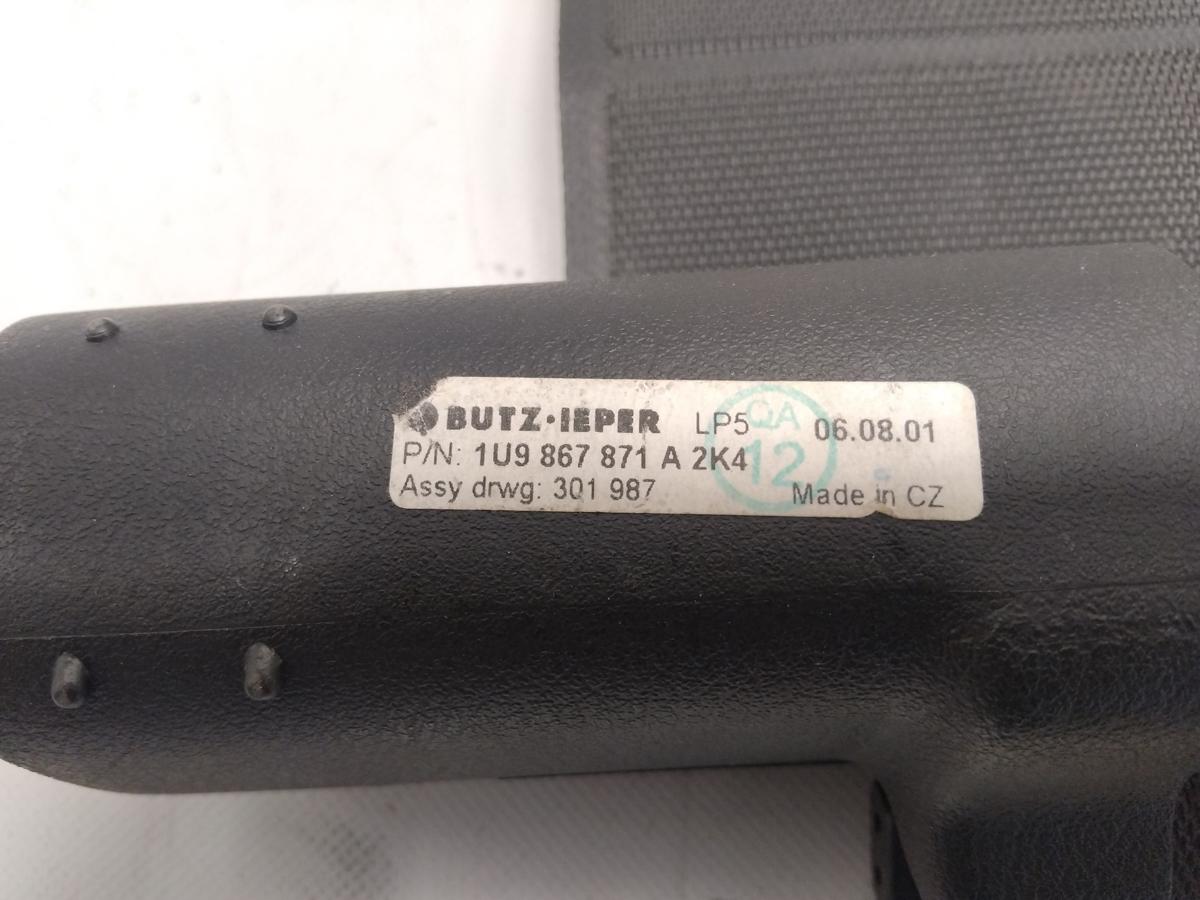 BUTZ·IEPER LP5 06.08.01
P/N: 1U9 867 871 A 2K4
Assy drwg: 301 987 Made in CZ
QA
12